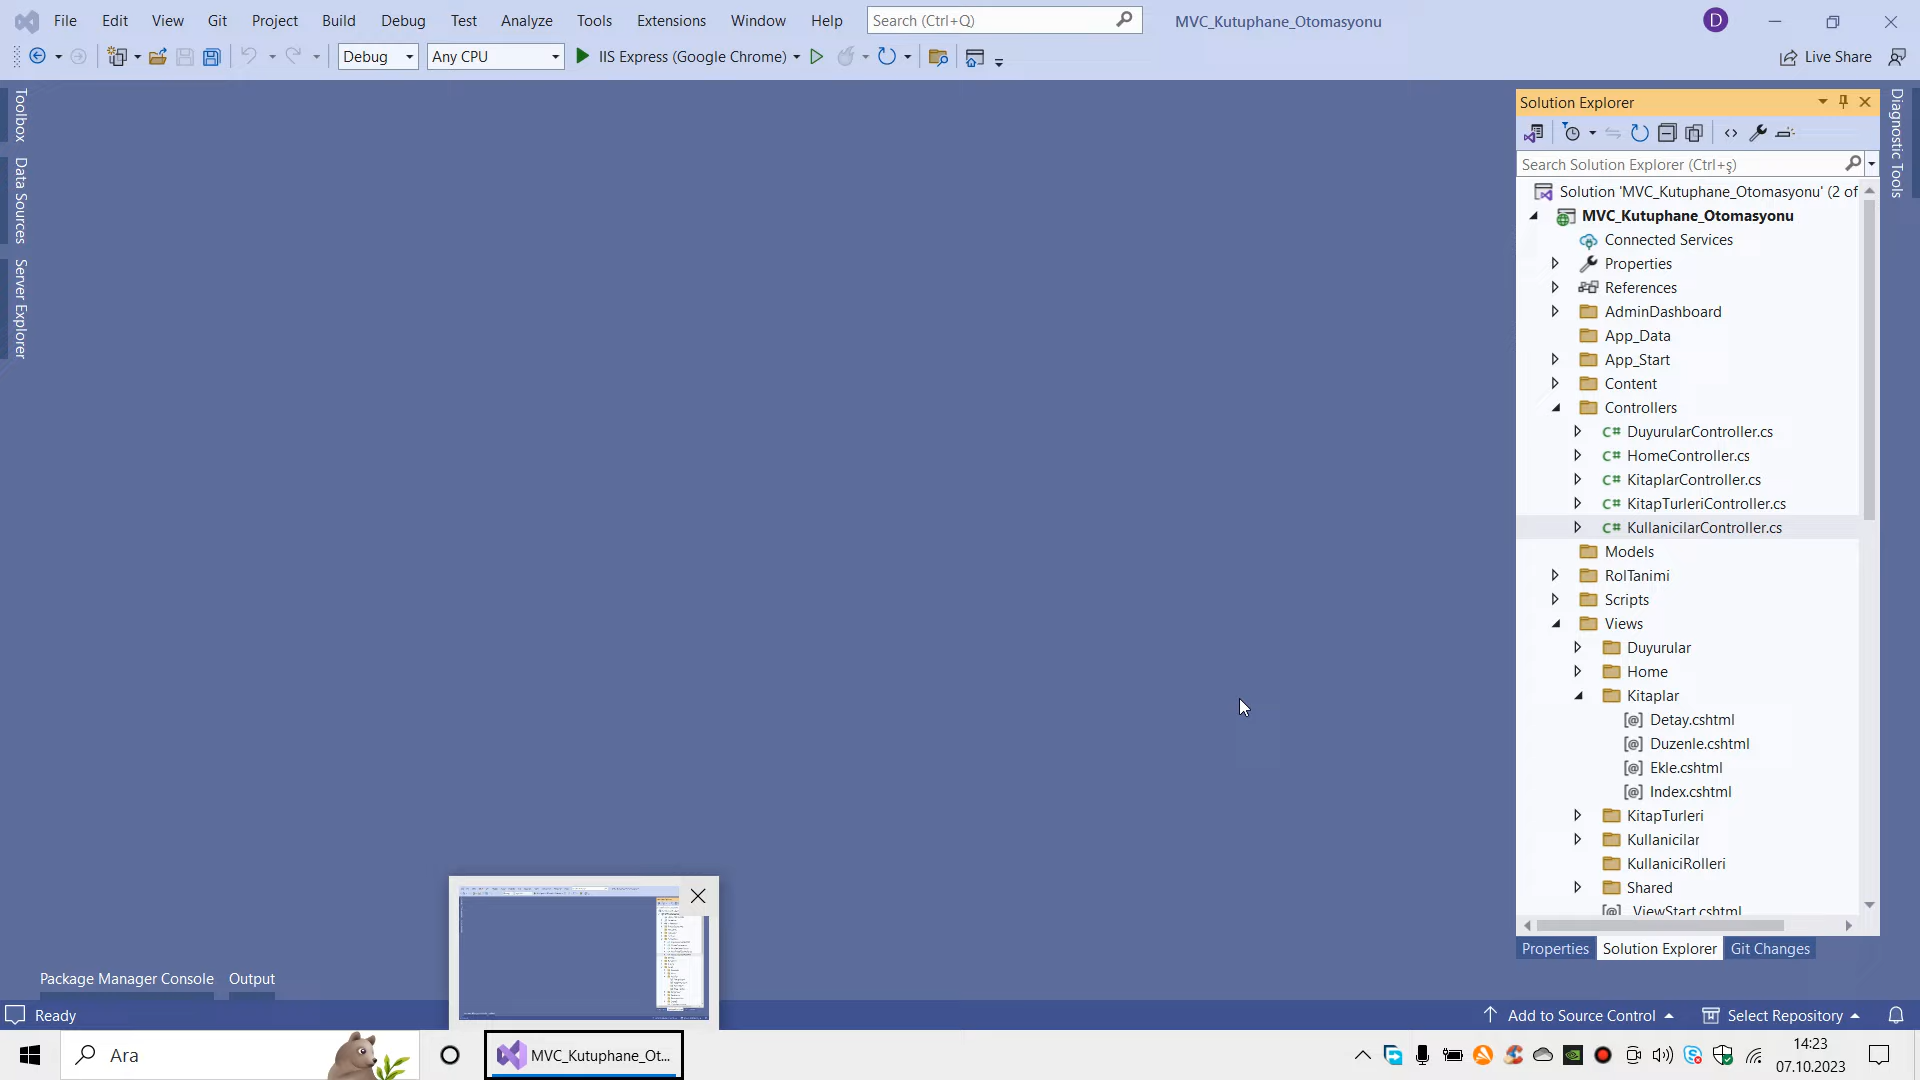 File Edit View Git Project Build Debug Test Analyze Tools Extensions Window Help Search (Ctrl+Q) MVC_Kutuphane_Otomasyonu D
Debug Any CPU IIS Express (Google Chrome) Live Share
Toolbox
Data Sources
Server Explorer
Solution Explorer
Search Solution Explorer (Ctrl+ş)
Solution 'MVC_Kutuphane_Otomasyonu' (2 of
MVC_Kutuphane_Otomasyonu
Connected Services
Properties
References
AdminDashboard
App_Data
App_Start
Content
Controllers
C# DuyurularController.cs
C# HomeController.cs
C# KitaplarController.cs
C# KitapTurleriController.cs
C# KullanicilarController.cs
Models
RolTanimi
Scripts
Views
Duyurular
Home
Kitaplar
[@] Detay.cshtml
[@] Duzenle.cshtml
[@] Ekle.cshtml
[@] Index.cshtml
KitapTurleri
Kullanicilar
KullaniciRolleri
Shared
[@] _ViewStart.cshtml
Properties Solution Explorer Git Changes
Diagnostic Tools
Package Manager Console Output
Ready Add to Source Control Select Repository
Ara MVC_Kutuphane_Ot...
14:23
07.10.2023